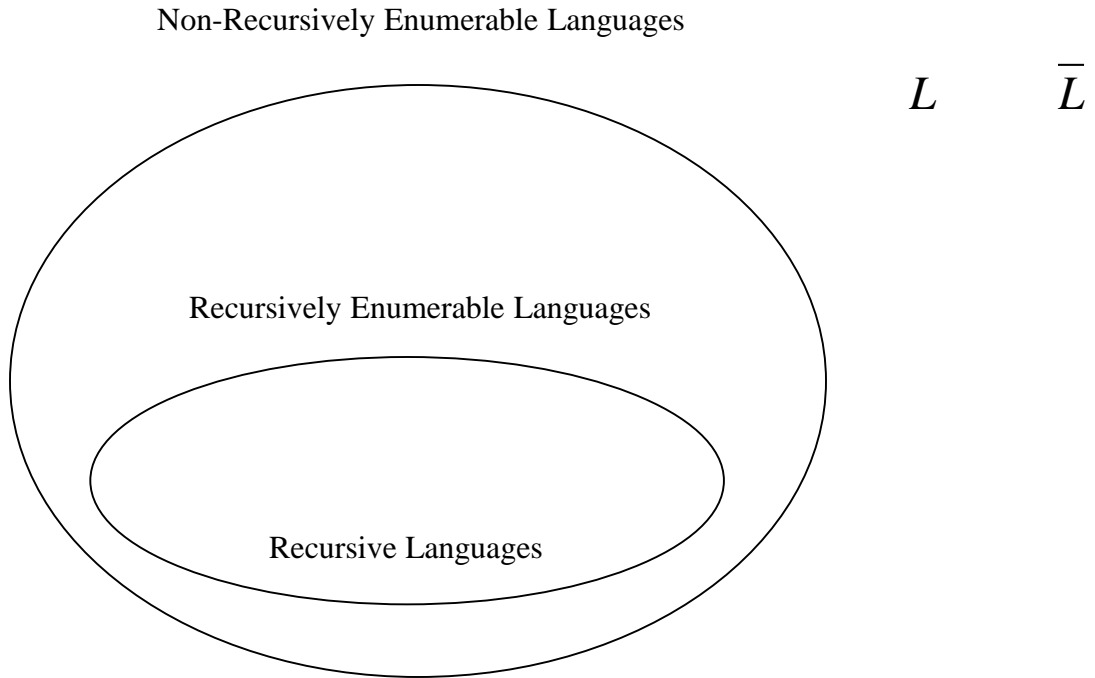 Non-Recursively Enumerable Languages
L L̅
Recursively Enumerable Languages
Recursive Languages